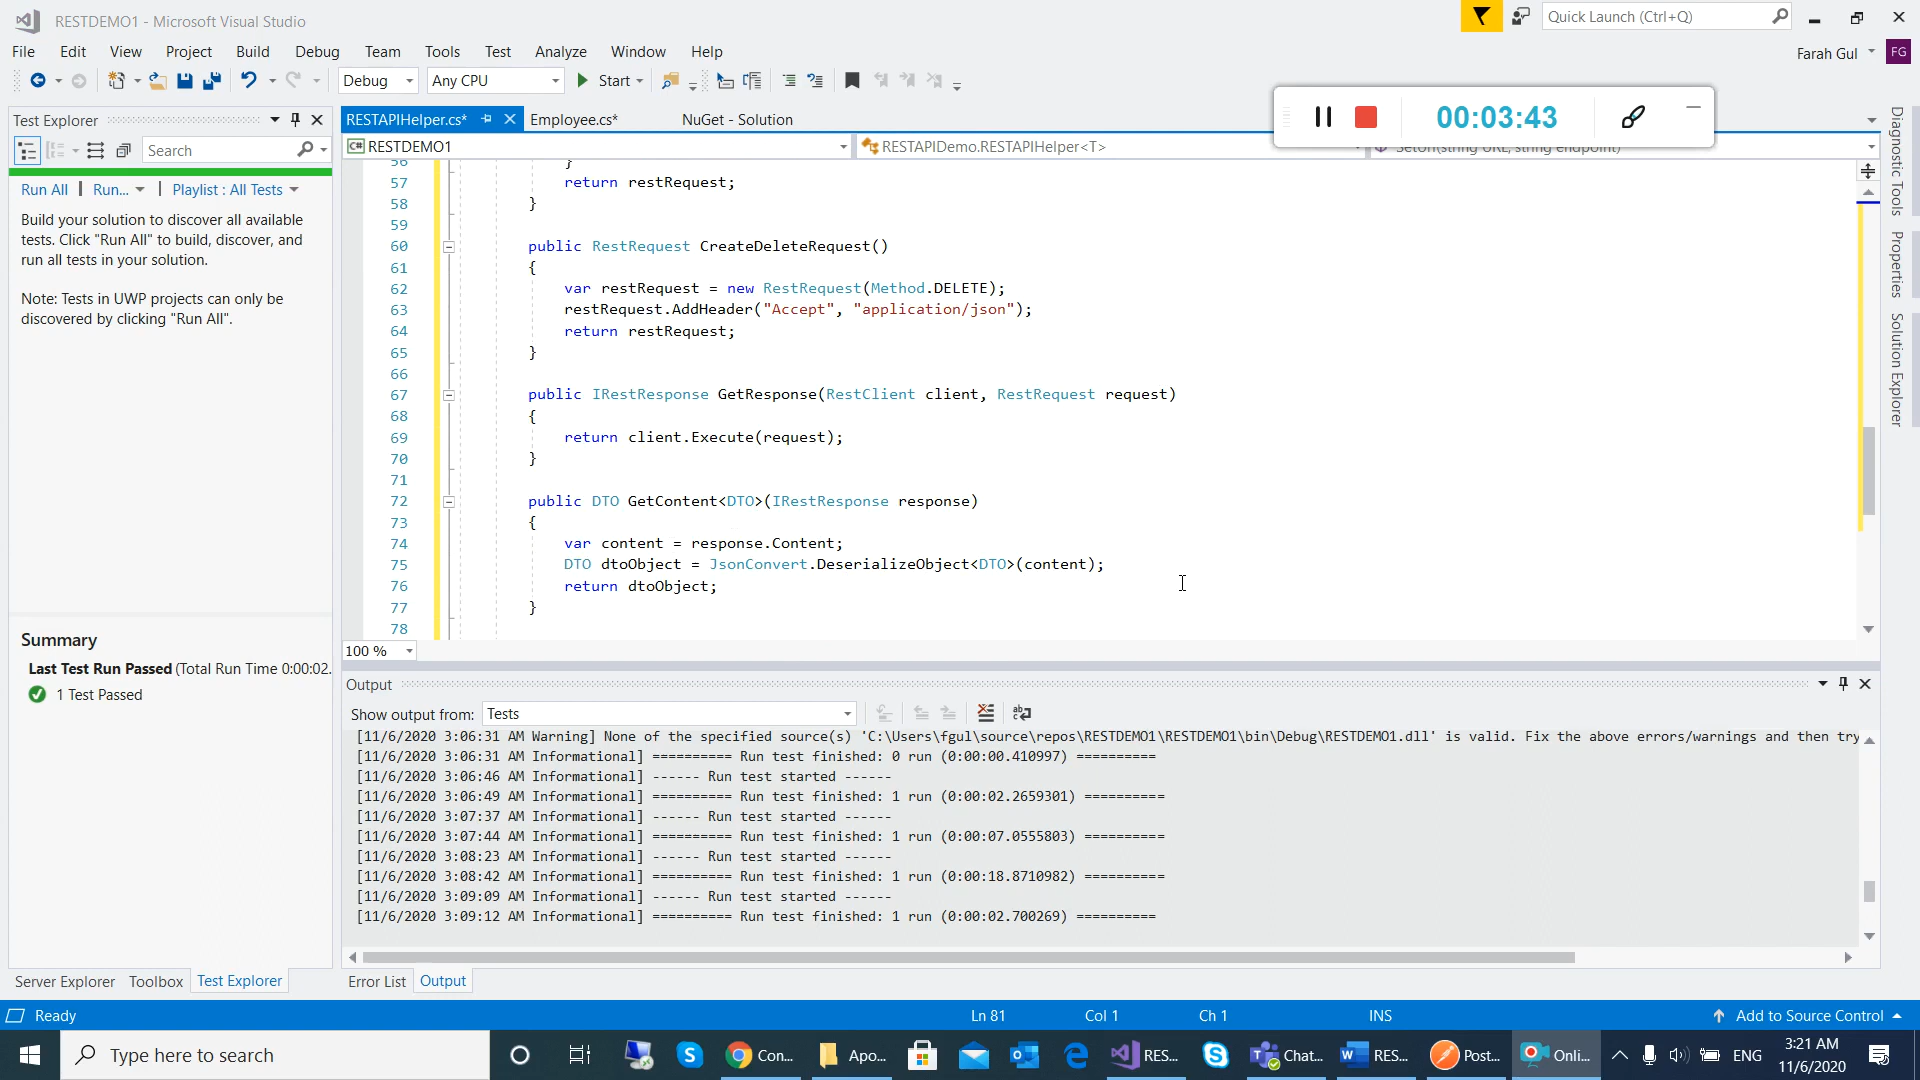 RESTDEMO1 - Microsoft Visual Studio
Quick Launch (Ctrl+Q)
File Edit View Project Build Debug Team Tools Test Analyze Window Help
Farah Gul FG
Debug Any CPU Start
00:03:43
Test Explorer
RESTAPIHelper.cs* Employee.cs* NuGet - Solution
Search
RESTDEMO1 RESTAPIDemo.RESTAPIHelper<T>
Run All | Run... | Playlist : All Tests
Build your solution to discover all available
tests. Click "Run All" to build, discover, and
run all tests in your solution.
Note: Tests in UWP projects can only be
discovered by clicking "Run All".
Summary
Last Test Run Passed (Total Run Time 0:00:02.
1 Test Passed
56 }
57 return restRequest;
58 }
59
60 public RestRequest CreateDeleteRequest()
61 {
62 var restRequest = new RestRequest(Method.DELETE);
63 restRequest.AddHeader("Accept", "application/json");
64 return restRequest;
65 }
66
67 public IRestResponse GetResponse(RestClient client, RestRequest request)
68 {
69 return client.Execute(request);
70 }
71
72 public DTO GetContent<DTO>(IRestResponse response)
73 {
74 var content = response.Content;
75 DTO dtoObject = JsonConvert.DeserializeObject<DTO>(content);
76 return dtoObject;
77 }
78
100 %
Diagnostic Tools
Properties
Solution Explorer
Output
Show output from: Tests
[11/6/2020 3:06:31 AM Warning] None of the specified source(s) 'C:\Users\fgul\source\repos\RESTDEMO1\RESTDEMO1\bin\Debug\RESTDEMO1.dll' is valid. Fix the above errors/warnings and then try
[11/6/2020 3:06:31 AM Informational] ========== Run test finished: 0 run (0:00:00.410997) ==========
[11/6/2020 3:06:46 AM Informational] ------ Run test started ------
[11/6/2020 3:06:49 AM Informational] ========== Run test finished: 1 run (0:00:02.2659301) ==========
[11/6/2020 3:07:37 AM Informational] ------ Run test started ------
[11/6/2020 3:07:44 AM Informational] ========== Run test finished: 1 run (0:00:07.0555803) ==========
[11/6/2020 3:08:23 AM Informational] ------ Run test started ------
[11/6/2020 3:08:42 AM Informational] ========== Run test finished: 1 run (0:00:18.8710982) ==========
[11/6/2020 3:09:09 AM Informational] ------ Run test started ------
[11/6/2020 3:09:12 AM Informational] ========== Run test finished: 1 run (0:00:02.700269) ==========
Server Explorer Toolbox Test Explorer Error List Output
Ready Ln 81 Col 1 Ch 1 INS Add to Source Control
Type here to search
Con... Apo... RES... Chat... RES... Post... Onli... ENG
3:21 AM
11/6/2020